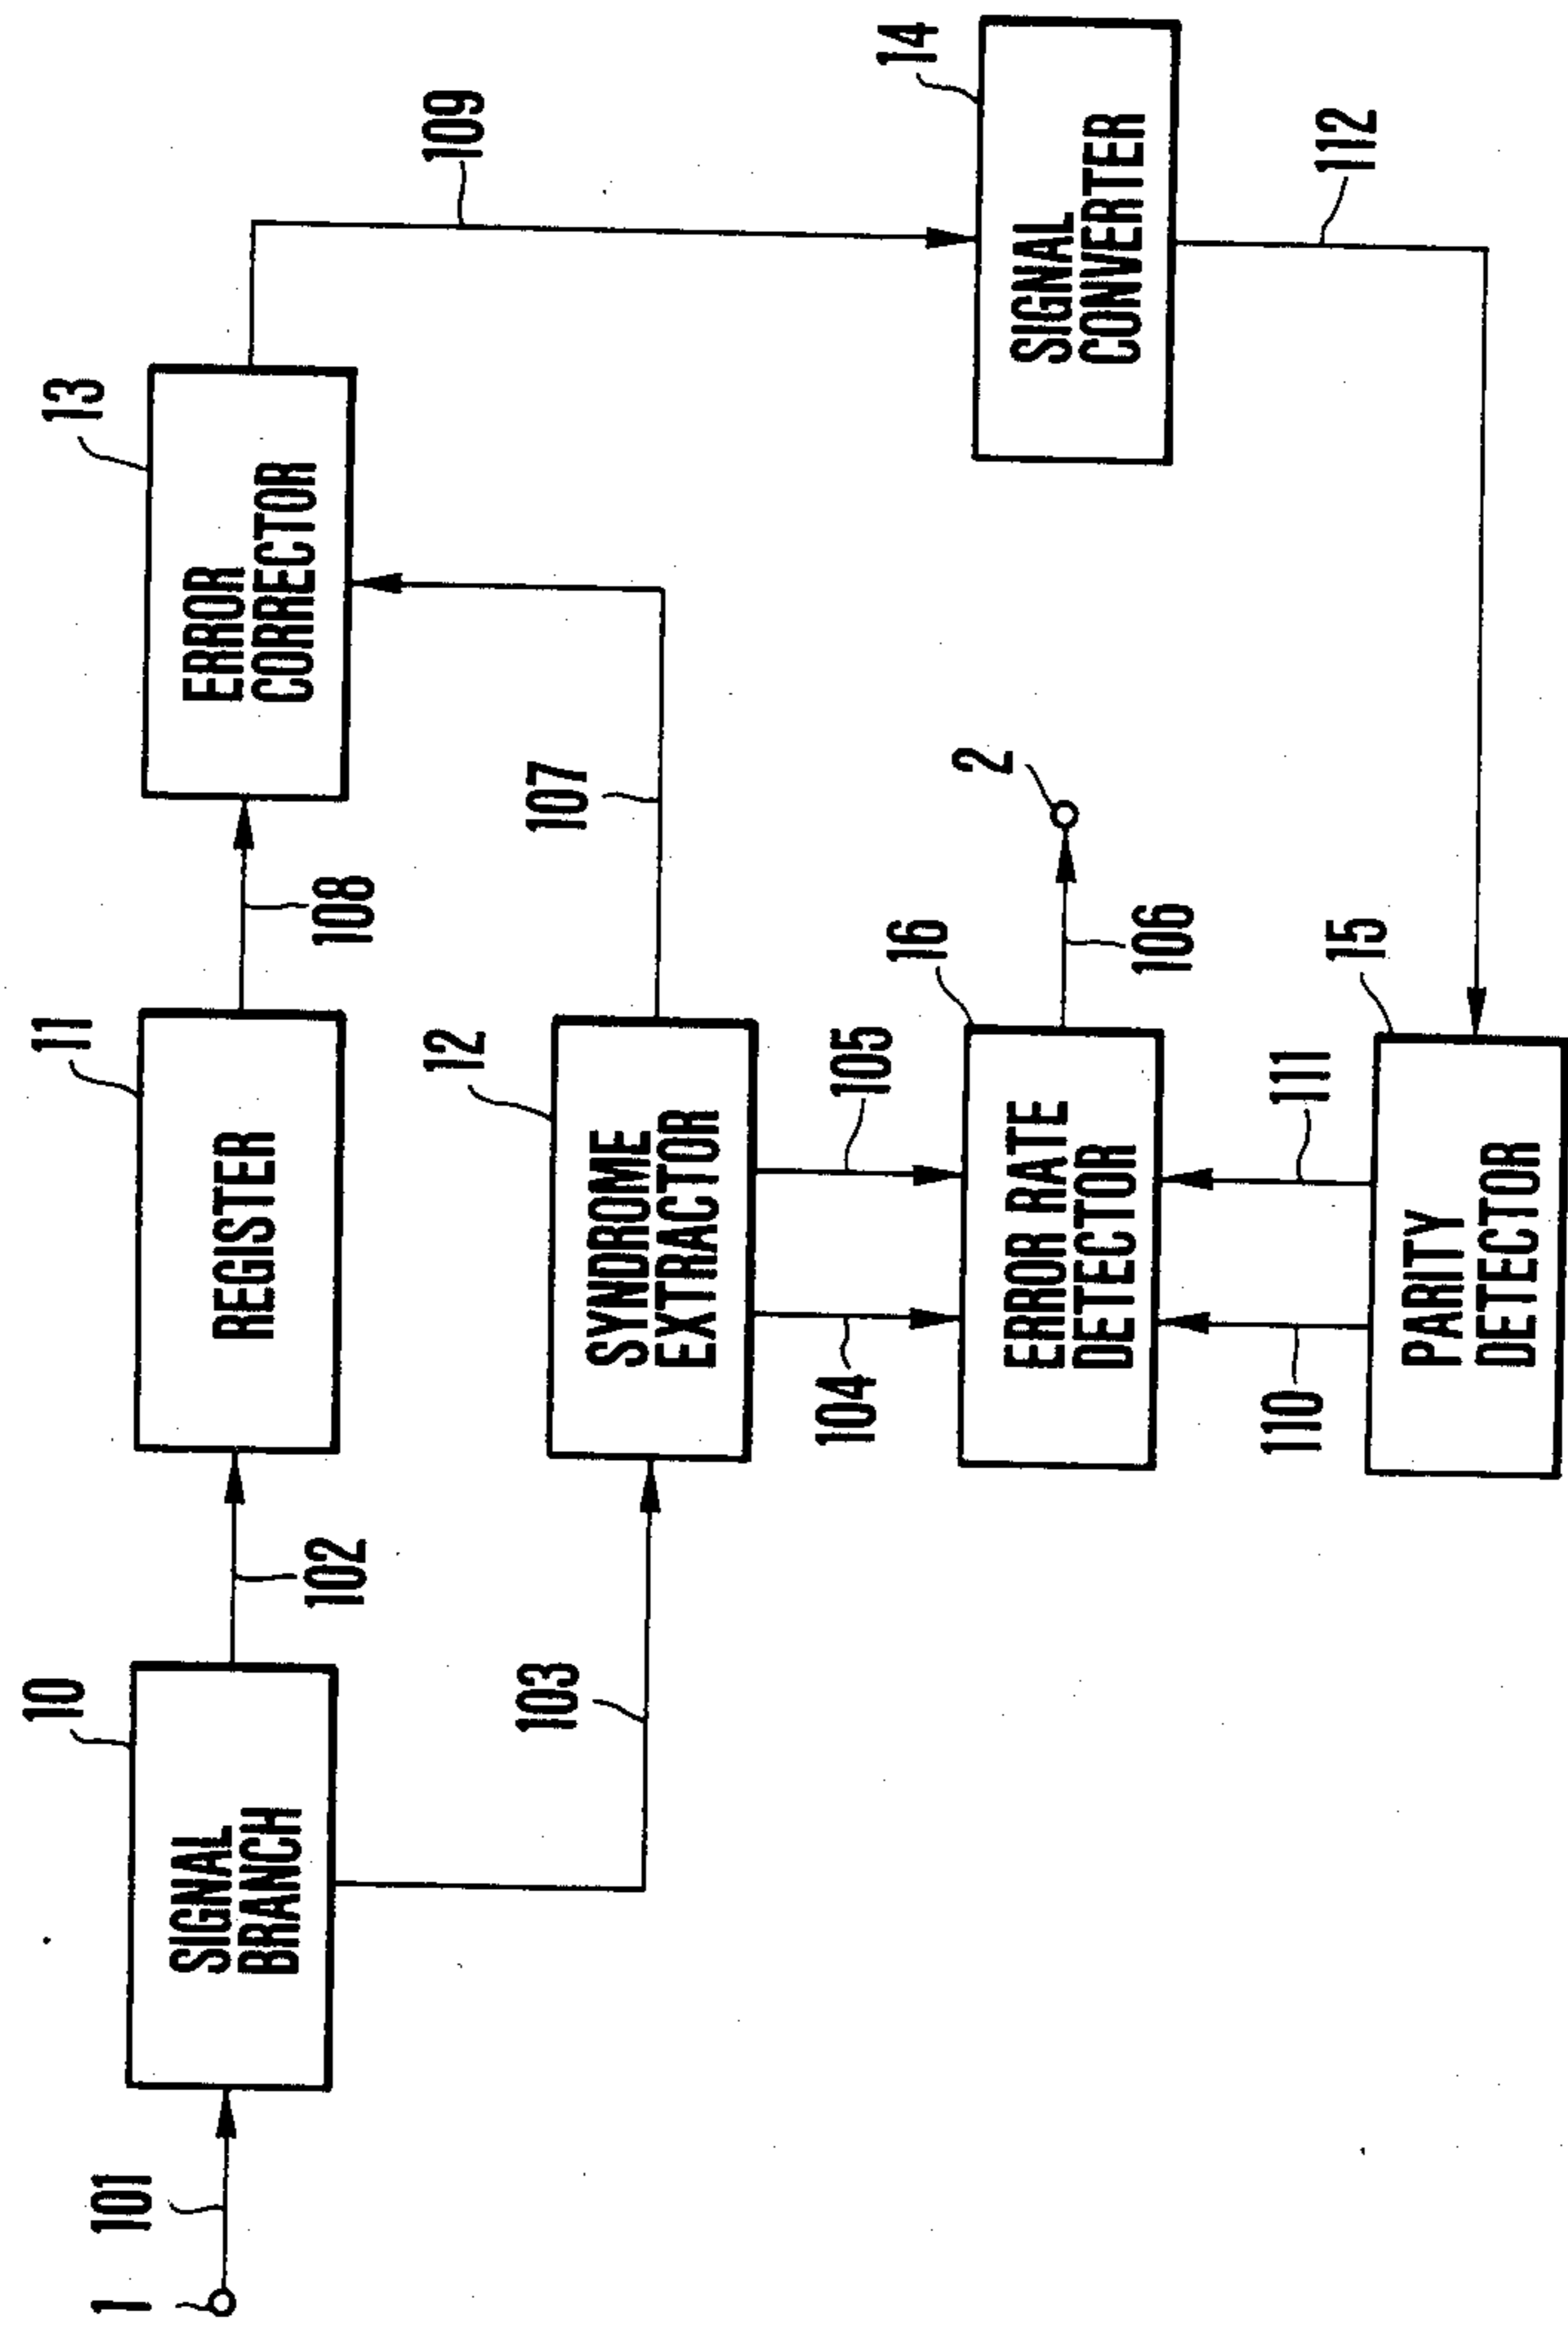 1
101
10
SIGNAL
BRANCH
102
11
REGISTER
108
13
ERROR
CORRECTOR
109
103
12
SYNDROME
EXTRACTOR
107
104
105
16
ERROR RATE
DETECTOR
106
2
14
SIGNAL
CONVERTER
110
111
15
PARITY
DETECTOR
112